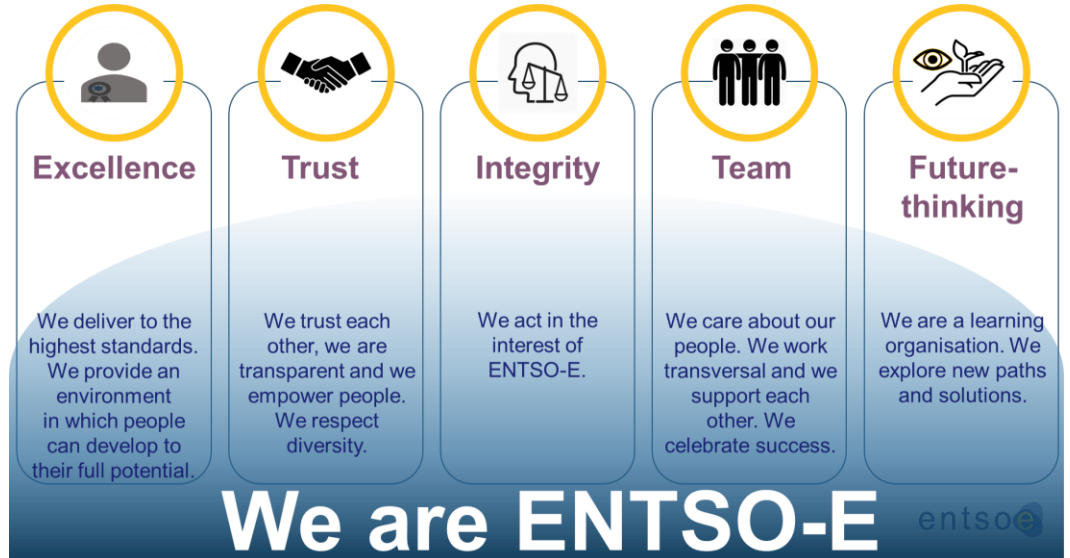 Excellence
We deliver to the
highest standards.
We provide an
environment
in which people
can develop to
their full potential.
Trust
We trust each
other, we are
transparent and we
empower people.
We respect
diversity.
Integrity
We act in the
interest of
ENTSO-E.
Team
We care about our
people. We work
transversal and we
support each
other. We
celebrate success.
Future-
thinking
We are a learning
organisation. We
explore new paths
and solutions.
We are ENTSO-E
entsoe